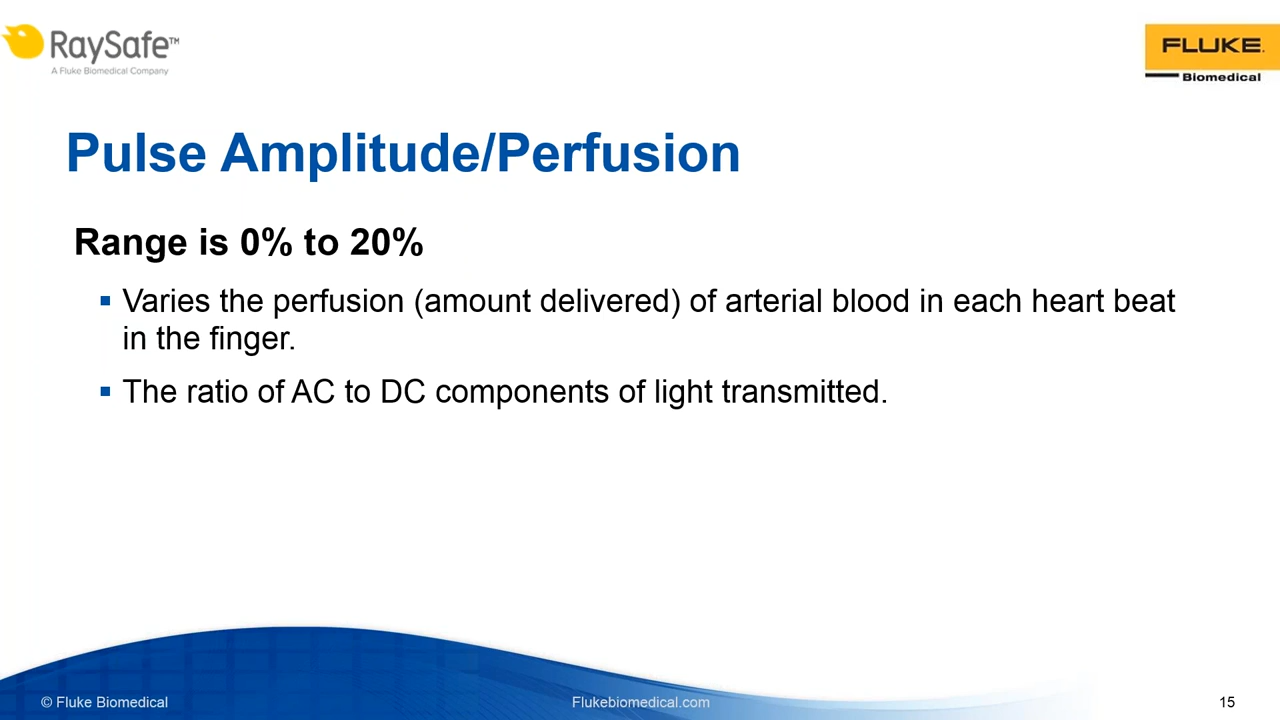 RaySafe™
A Fluke Biomedical Company
FLUKE®
Biomedical
Pulse Amplitude/Perfusion
Range is 0% to 20%
▪ Varies the perfusion (amount delivered) of arterial blood in each heart beat
in the finger.
▪ The ratio of AC to DC components of light transmitted.
© Fluke Biomedical
Flukebiomedical.com
15